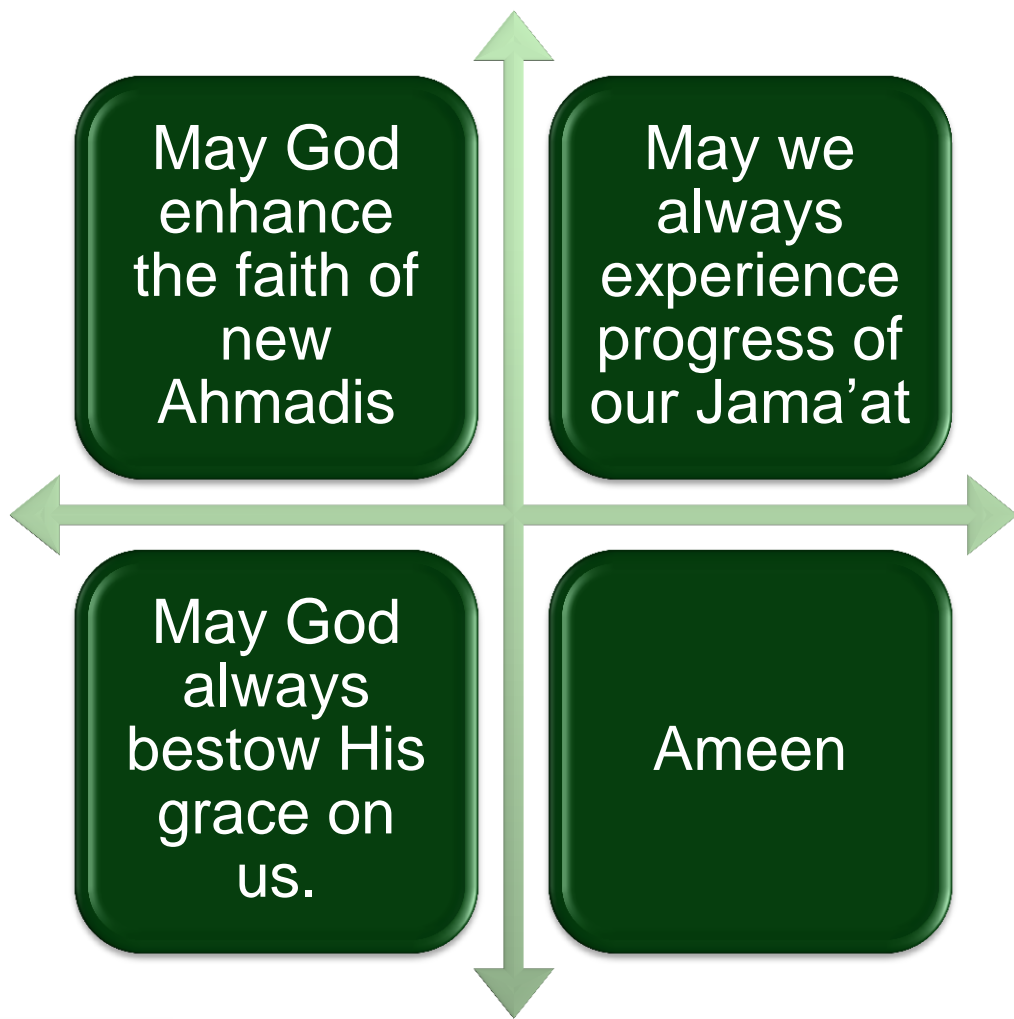 May God
enhance
the faith of
new
Ahmadis
May we
always
experience
progress of
our Jama’at
May God
always
bestow His
grace on
us.
Ameen